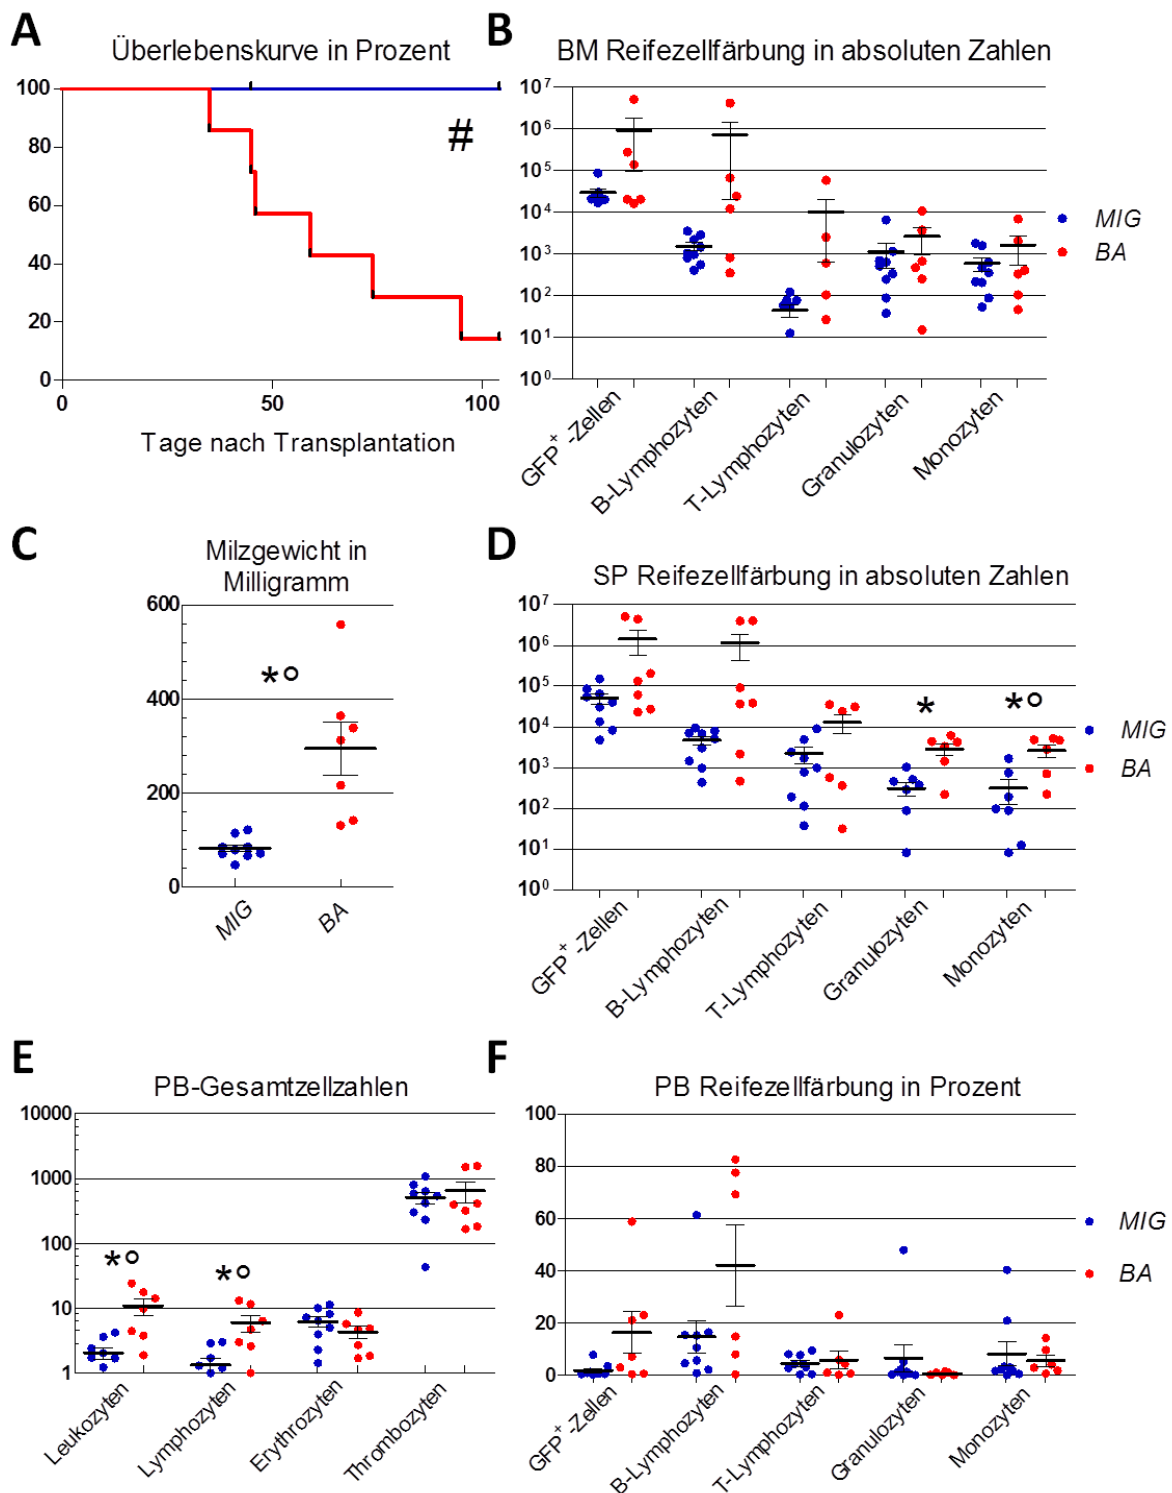 A
Überlebenskurve in Prozent
100
80
60
40
20
0
0
50
100
#
Tage nach Transplantation
B
BM Reifezellfärbung in absoluten Zahlen
10⁷
10⁶
10⁵
10⁴
10³
10²
10¹
10⁰
GFP⁺-Zellen
B-Lymphozyten
T-Lymphozyten
Granulozyten
Monozyten
MIG
BA
C
Milzgewicht in
Milligramm
600
400
200
0
*°
MIG
BA
D
SP Reifezellfärbung in absoluten Zahlen
10⁷
10⁶
10⁵
10⁴
10³
10²
10¹
10⁰
*
*°
GFP⁺-Zellen
B-Lymphozyten
T-Lymphozyten
Granulozyten
Monozyten
MIG
BA
E
PB-Gesamtzellzahlen
10000
1000
100
10
1
*°
*°
Leukozyten
Lymphozyten
Erythrozyten
Thrombozyten
F
PB Reifezellfärbung in Prozent
100
80
60
40
20
0
GFP⁺-Zellen
B-Lymphozyten
T-Lymphozyten
Granulozyten
Monozyten
MIG
BA